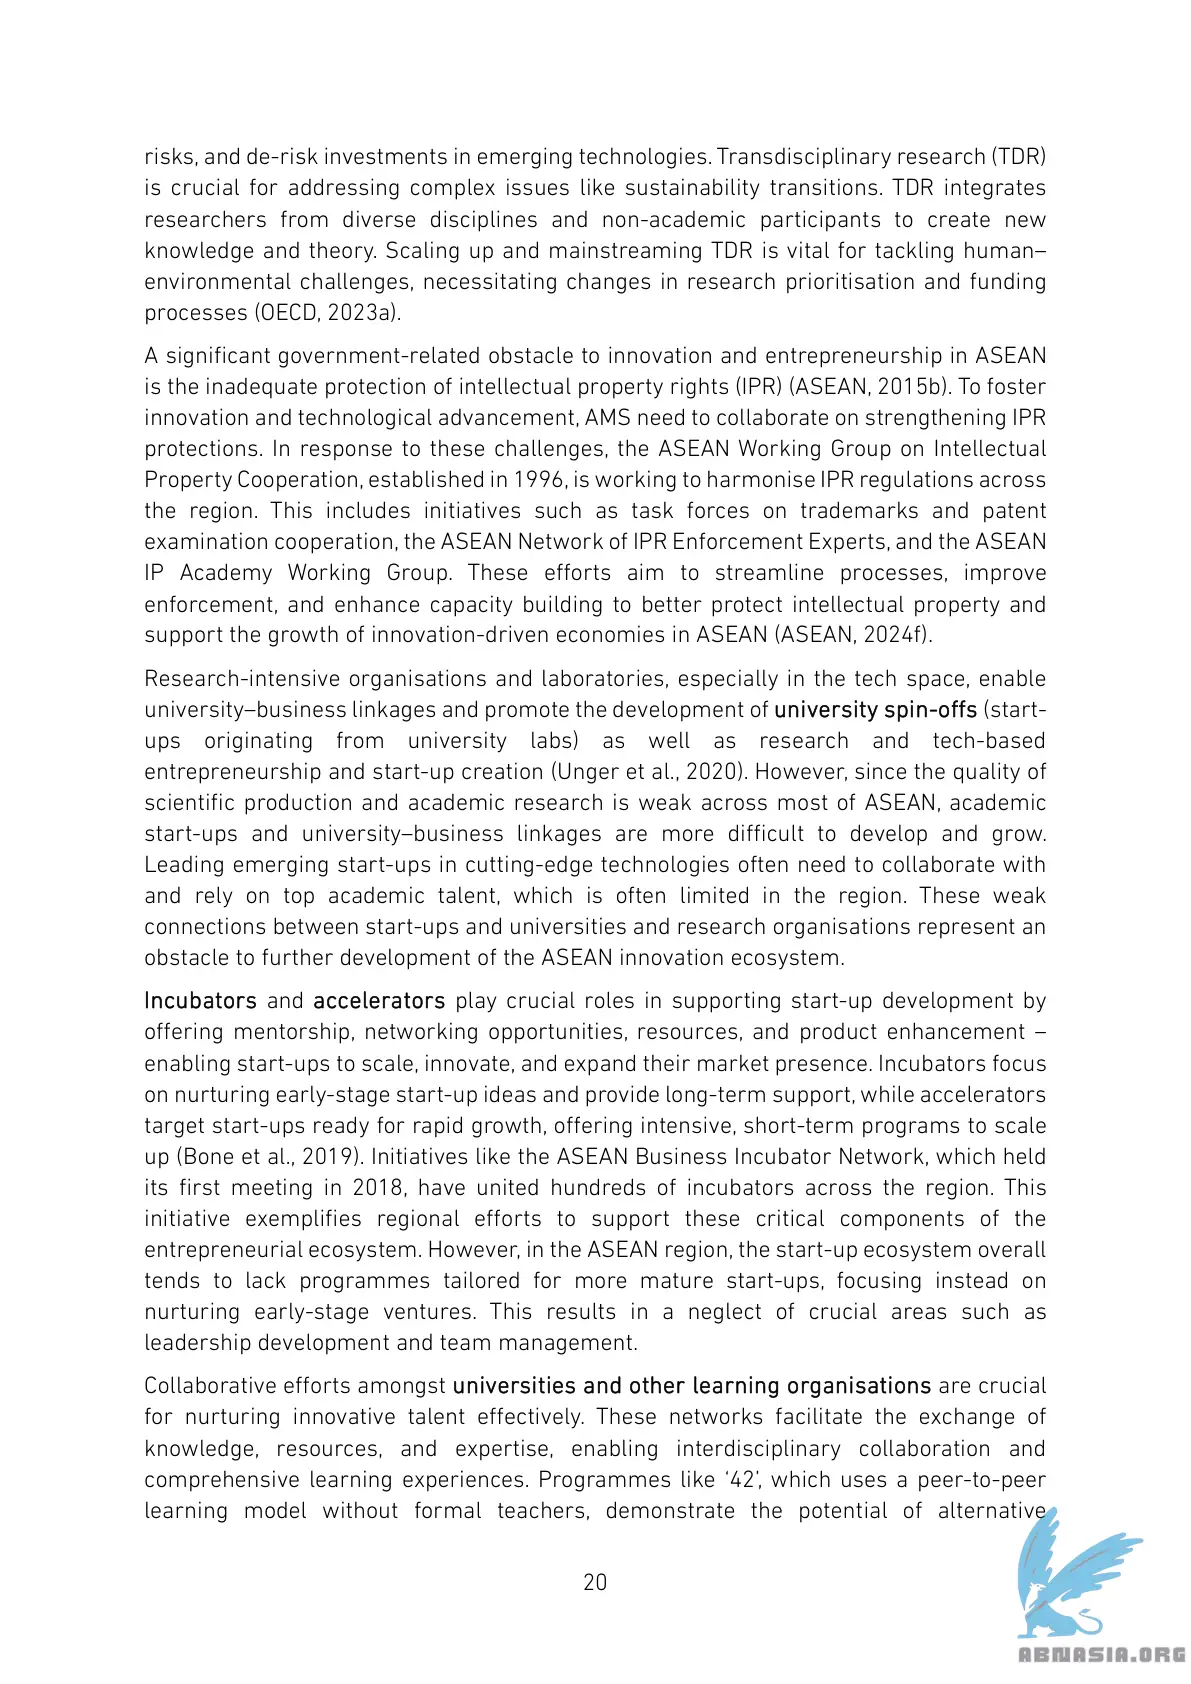 risks, and de-risk investments in emerging technologies. Transdisciplinary research (TDR)
is crucial for addressing complex issues like sustainability transitions. TDR integrates
researchers from diverse disciplines and non-academic participants to create new
knowledge and theory. Scaling up and mainstreaming TDR is vital for tackling human–
environmental challenges, necessitating changes in research prioritisation and funding
processes (OECD, 2023a).
A significant government-related obstacle to innovation and entrepreneurship in ASEAN
is the inadequate protection of intellectual property rights (IPR) (ASEAN, 2015b). To foster
innovation and technological advancement, AMS need to collaborate on strengthening IPR
protections. In response to these challenges, the ASEAN Working Group on Intellectual
Property Cooperation, established in 1996, is working to harmonise IPR regulations across
the region. This includes initiatives such as task forces on trademarks and patent
examination cooperation, the ASEAN Network of IPR Enforcement Experts, and the ASEAN
IP Academy Working Group. These efforts aim to streamline processes, improve
enforcement, and enhance capacity building to better protect intellectual property and
support the growth of innovation-driven economies in ASEAN (ASEAN, 2024f).
Research-intensive organisations and laboratories, especially in the tech space, enable
university–business linkages and promote the development of university spin-offs (start-
ups originating from university labs) as well as research and tech-based
entrepreneurship and start-up creation (Unger et al., 2020). However, since the quality of
scientific production and academic research is weak across most of ASEAN, academic
start-ups and university–business linkages are more difficult to develop and grow.
Leading emerging start-ups in cutting-edge technologies often need to collaborate with
and rely on top academic talent, which is often limited in the region. These weak
connections between start-ups and universities and research organisations represent an
obstacle to further development of the ASEAN innovation ecosystem.
Incubators and accelerators play crucial roles in supporting start-up development by
offering mentorship, networking opportunities, resources, and product enhancement –
enabling start-ups to scale, innovate, and expand their market presence. Incubators focus
on nurturing early-stage start-up ideas and provide long-term support, while accelerators
target start-ups ready for rapid growth, offering intensive, short-term programs to scale
up (Bone et al., 2019). Initiatives like the ASEAN Business Incubator Network, which held
its first meeting in 2018, have united hundreds of incubators across the region. This
initiative exemplifies regional efforts to support these critical components of the
entrepreneurial ecosystem. However, in the ASEAN region, the start-up ecosystem overall
tends to lack programmes tailored for more mature start-ups, focusing instead on
nurturing early-stage ventures. This results in a neglect of crucial areas such as
leadership development and team management.
Collaborative efforts amongst universities and other learning organisations are crucial
for nurturing innovative talent effectively. These networks facilitate the exchange of
knowledge, resources, and expertise, enabling interdisciplinary collaboration and
comprehensive learning experiences. Programmes like ‘42’, which uses a peer-to-peer
learning model without formal teachers, demonstrate the potential of alternative
20
ABNASIA.ORG